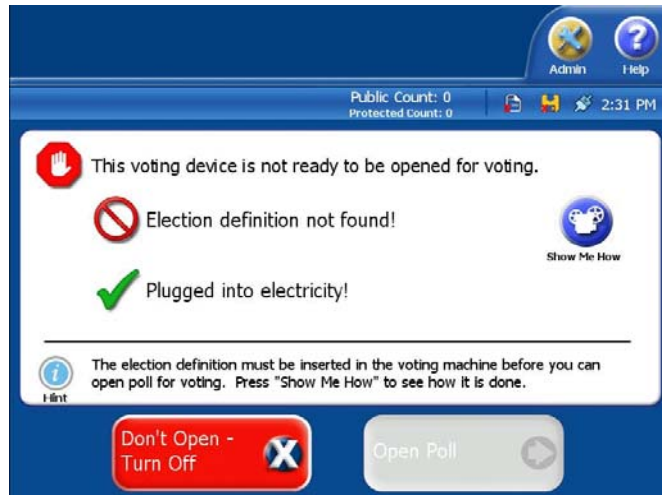 Admin Help
Public Count: 0
Protected Count: 0
2:31 PM
This voting device is not ready to be opened for voting.
Election definition not found!
Show Me How
Plugged into electricity!
The election definition must be inserted in the voting machine before you can
open poll for voting. Press "Show Me How" to see how it is done.
Hint
Don't Open -
Turn Off
Open Poll